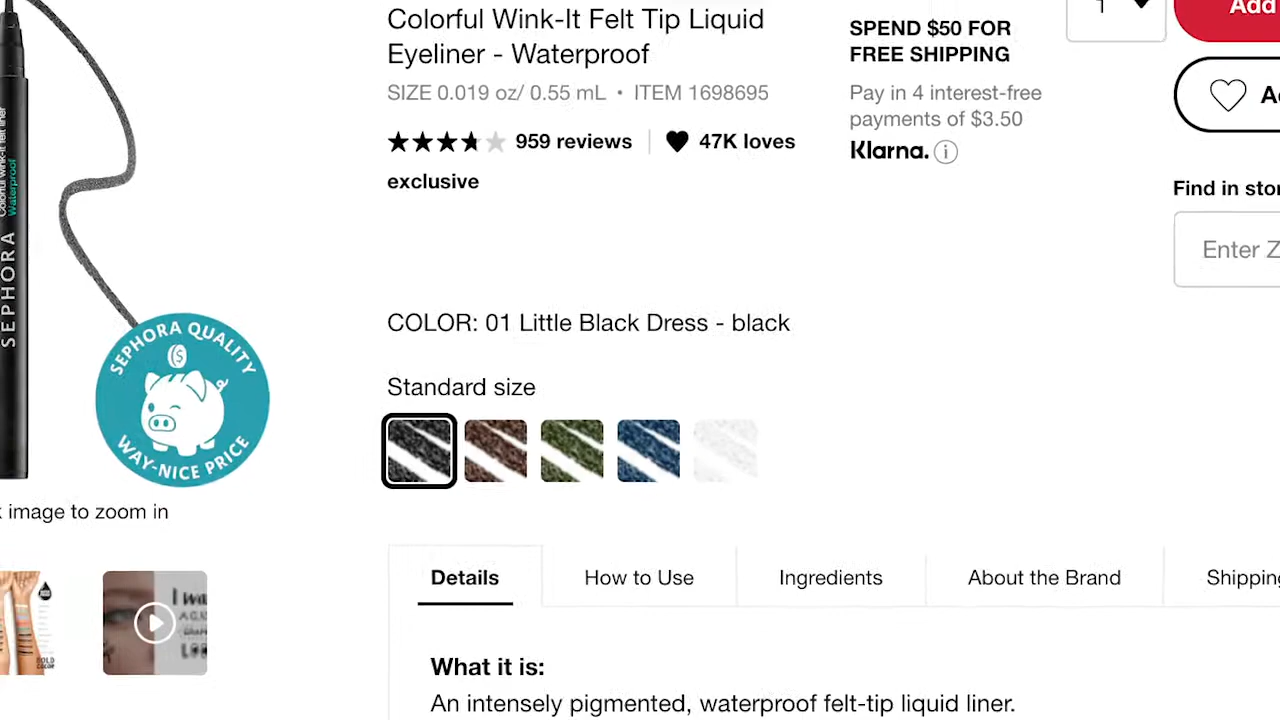 Colorful Wink-It Felt Tip Liquid
Eyeliner - Waterproof
SIZE 0.019 oz/ 0.55 mL • ITEM 1698695
959 reviews
47K loves
exclusive
SPEND $50 FOR
FREE SHIPPING
Pay in 4 interest-free
payments of $3.50
Klarna.
1
Add
Find in sto
Enter Z
Waterproof
SEPHORA
SEPHORA QUALITY
WAY-NICE PRICE
image to zoom in
COLOR: 01 Little Black Dress - black
Standard size
Details
How to Use
Ingredients
About the Brand
Shipping
What it is:
An intensely pigmented, waterproof felt-tip liquid liner.